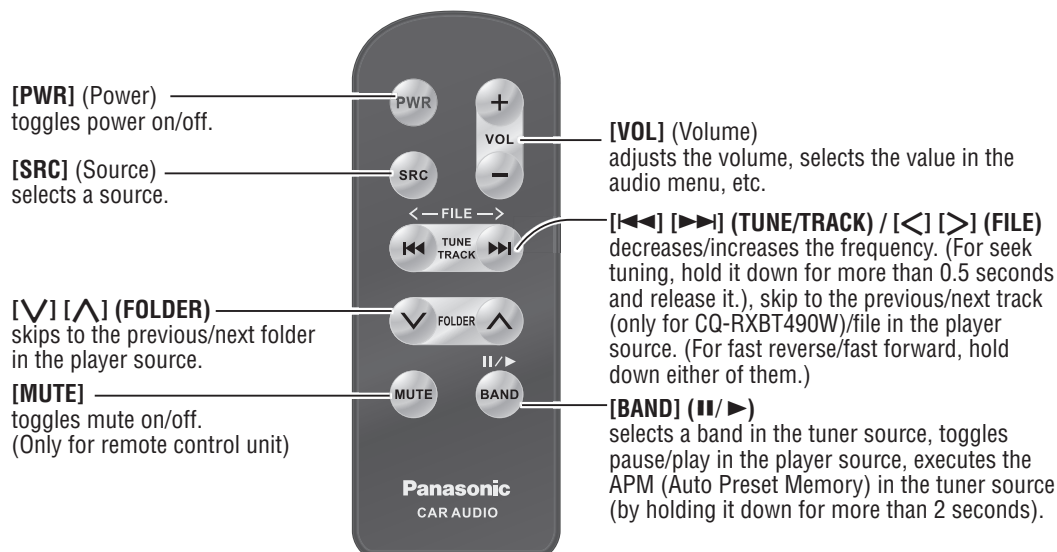 [PWR] (Power)
toggles power on/off.
[SRC] (Source)
selects a source.
[∨] [∧] (FOLDER)
skips to the previous/next folder
in the player source.
[MUTE]
toggles mute on/off.
(Only for remote control unit)
PWR
+
VOL
SRC
−
< — FILE — >
⏮ TUNE ⏭
TRACK
∨ FOLDER ∧
⏸/▶
MUTE BAND
Panasonic
CAR AUDIO
[VOL] (Volume)
adjusts the volume, selects the value in the
audio menu, etc.
[⏮] [⏭] (TUNE/TRACK) / [<] [>] (FILE)
decreases/increases the frequency. (For seek
tuning, hold it down for more than 0.5 seconds
and release it.), skip to the previous/next track
(only for CQ-RXBT490W)/file in the player
source. (For fast reverse/fast forward, hold
down either of them.)
[BAND] (⏸/▶)
selects a band in the tuner source, toggles
pause/play in the player source, executes the
APM (Auto Preset Memory) in the tuner source
(by holding it down for more than 2 seconds).